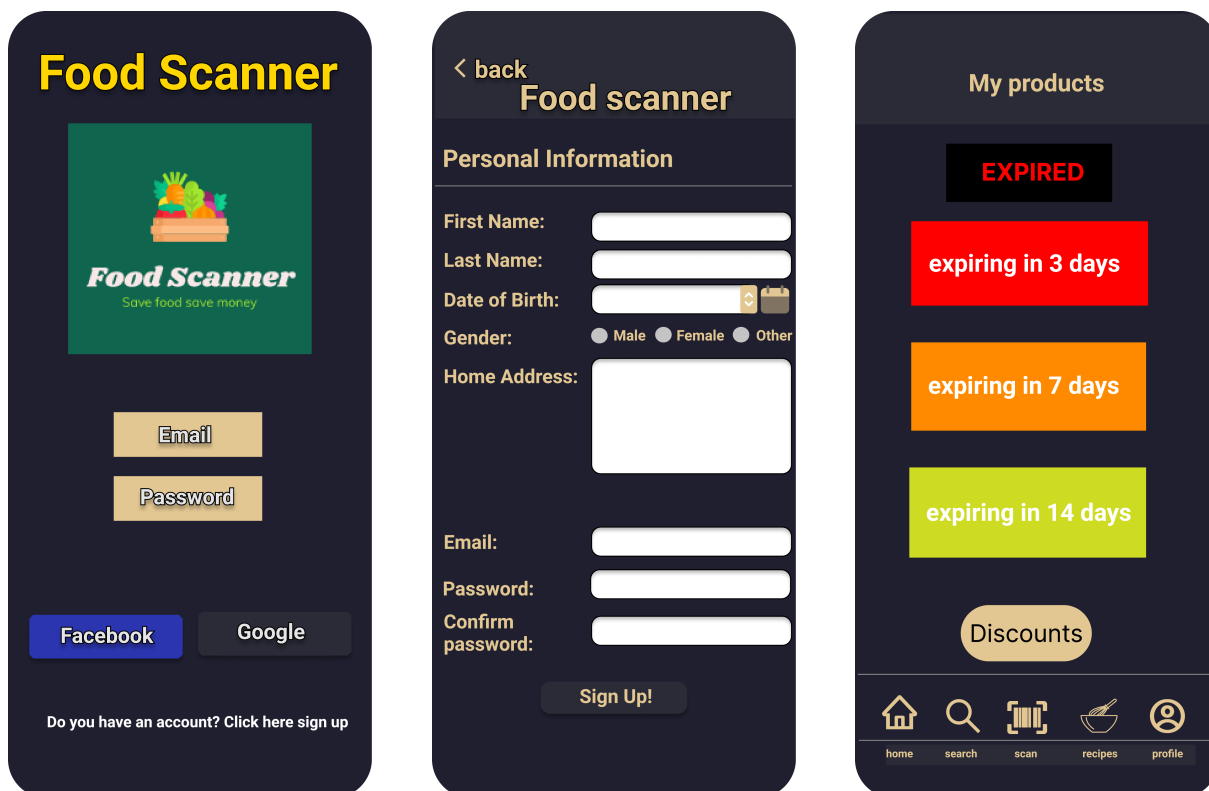 Food Scanner
Food Scanner
Save food save money
Email
Password
Facebook
Google
Do you have an account? Click here sign up
back
Food scanner
Personal Information
First Name:
Last Name:
Date of Birth:
Gender:
Male Female Other
Home Address:
Email:
Password:
Confirm
password:
Sign Up!
My products
EXPIRED
expiring in 3 days
expiring in 7 days
expiring in 14 days
Discounts
home search scan recipes profile